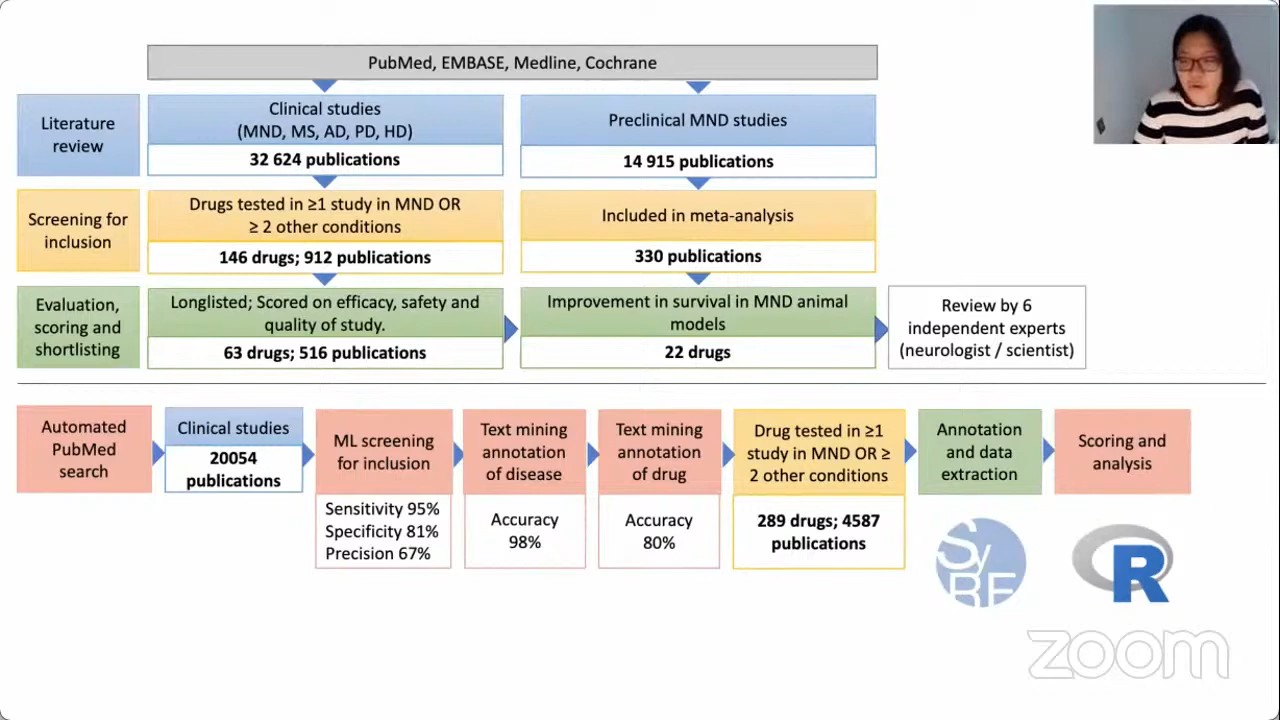 PubMed, EMBASE, Medline, Cochrane
Literature
review
Clinical studies
(MND, MS, AD, PD, HD)
32 624 publications
Preclinical MND studies
14 915 publications
Screening for
inclusion
Drugs tested in ≥1 study in MND OR
≥ 2 other conditions
146 drugs; 912 publications
Included in meta-analysis
330 publications
Evaluation,
scoring and
shortlisting
Longlisted; Scored on efficacy, safety and
quality of study.
63 drugs; 516 publications
Improvement in survival in MND animal
models
22 drugs
Review by 6
independent experts
(neurologist / scientist)
Automated
PubMed
search
Clinical studies
20054
publications
ML screening
for inclusion
Sensitivity 95%
Specificity 81%
Precision 67%
Text mining
annotation
of disease
Accuracy
98%
Text mining
annotation
of drug
Accuracy
80%
Drug tested in ≥1
study in MND OR ≥
2 other conditions
289 drugs; 4587
publications
Annotation
and data
extraction
Scoring and
analysis
SyRF
R
zoom